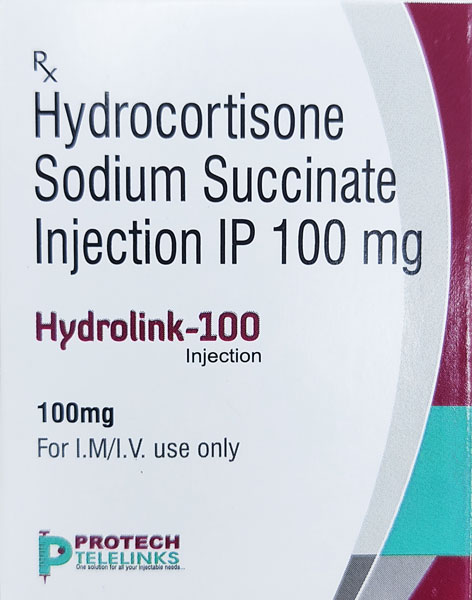 Rx
Hydrocortisone
Sodium Succinate
Injection IP 100 mg
Hydrolink-100
Injection
100mg
For I.M/I.V. use only
PROTECH
TELELINKS
One solution for all your injectable needs...